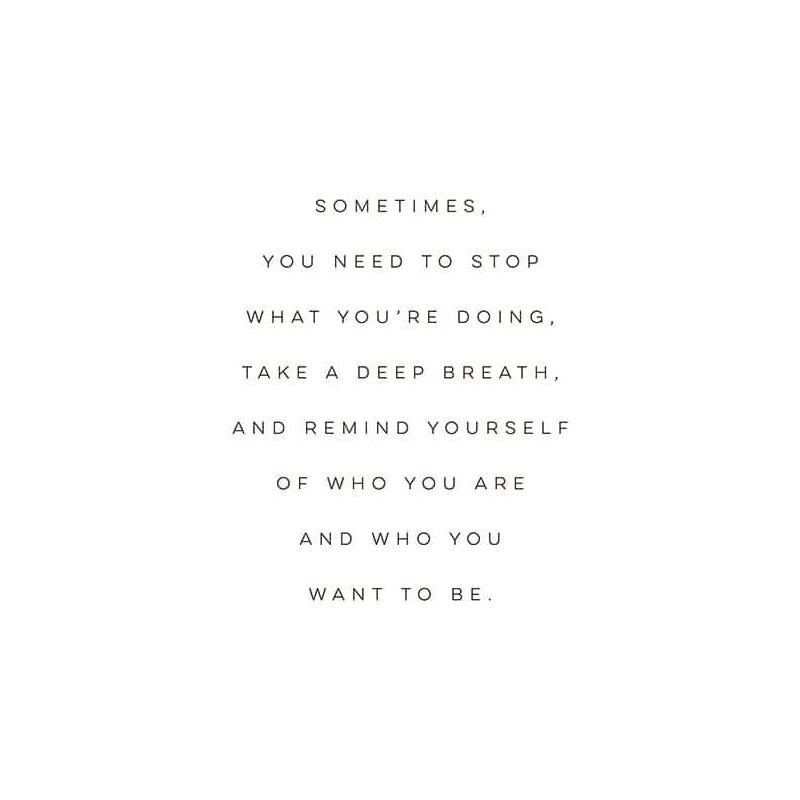 SOMETIMES,
YOU NEED TO STOP
WHAT YOU’RE DOING,
TAKE A DEEP BREATH,
AND REMIND YOURSELF
OF WHO YOU ARE
AND WHO YOU
WANT TO BE.